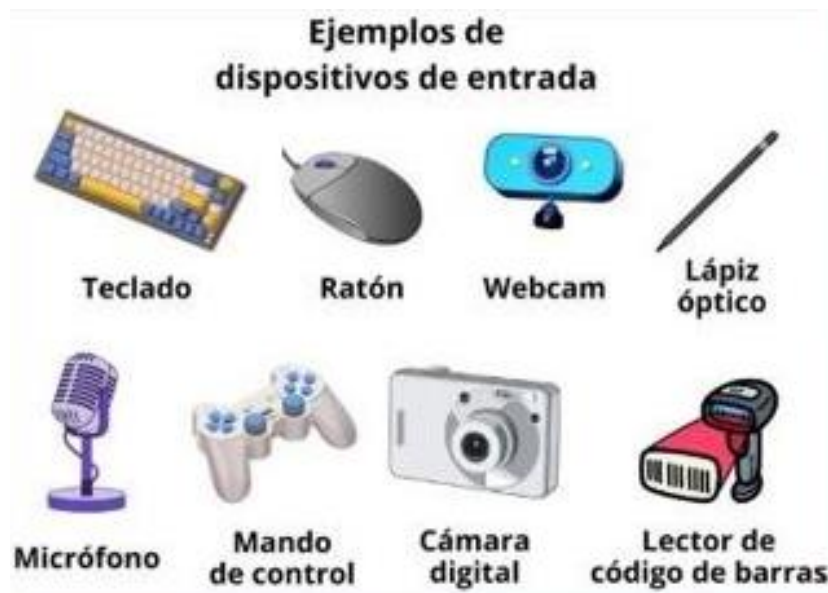 Ejemplos de
dispositivos de entrada
Teclado
Ratón
Webcam
Lápiz
óptico
Micrófono
Mando
de control
Cámara
digital
Lector de
código de barras